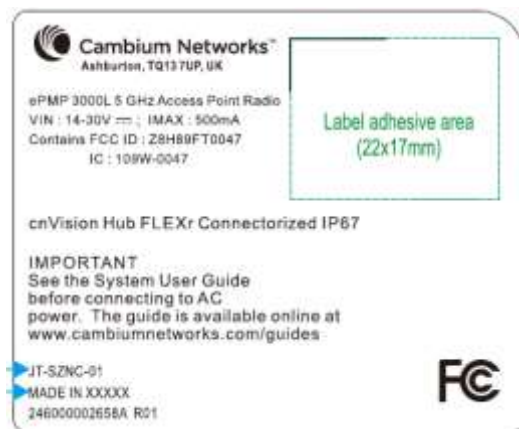 Cambium Networks™
Ashburton, TQ13 7UP, UK
ePMP 3000L 5 GHz Access Point Radio
VIN : 14-30V ⎓ ; IMAX : 500mA
Contains FCC ID : Z8H89FT0047
IC : 109W-0047
Label adhesive area
(22x17mm)
cnVision Hub FLEXr Connectorized IP67
IMPORTANT
See the System User Guide
before connecting to AC
power. The guide is available online at
www.cambiumnetworks.com/guides
JT-SZNC-01
MADE IN XXXXX
246000002658A R01
FC